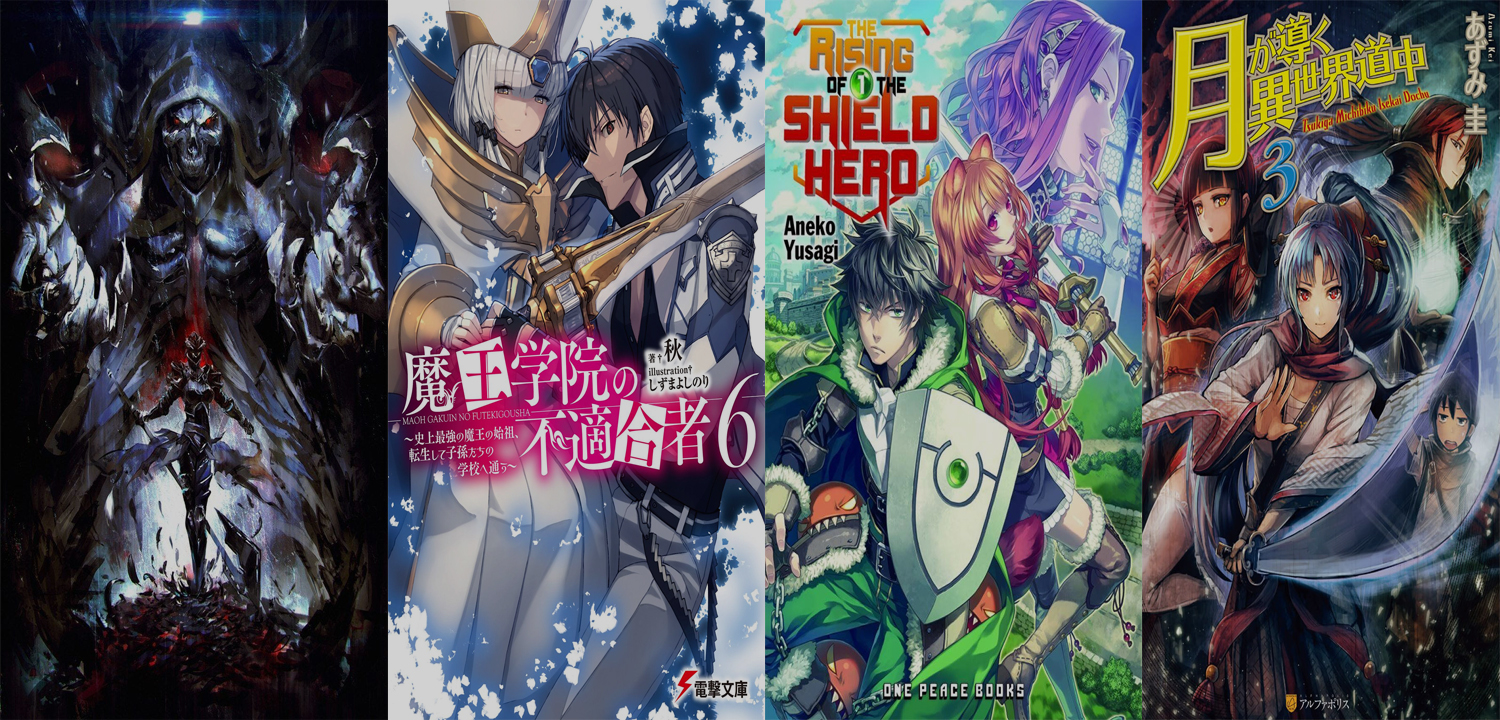 魔王学院の
不適合者6
MAOH GAKUIN NO FUTEKIGOUSHA
～史上最強の魔王の始祖、
転生して子孫たちの
学校へ通う～
著†秋
illustration†
しずまよしのり
電撃文庫
THE
RISING
OF THE
SHIELD
HERO
1
Aneko
Yusagi
ONE PEACE BOOKS
月が導く
異世界道中
Tsukiga Michibiku Isekai Dochu
3
Azumi Kei
あずみ 圭
アルファポリス